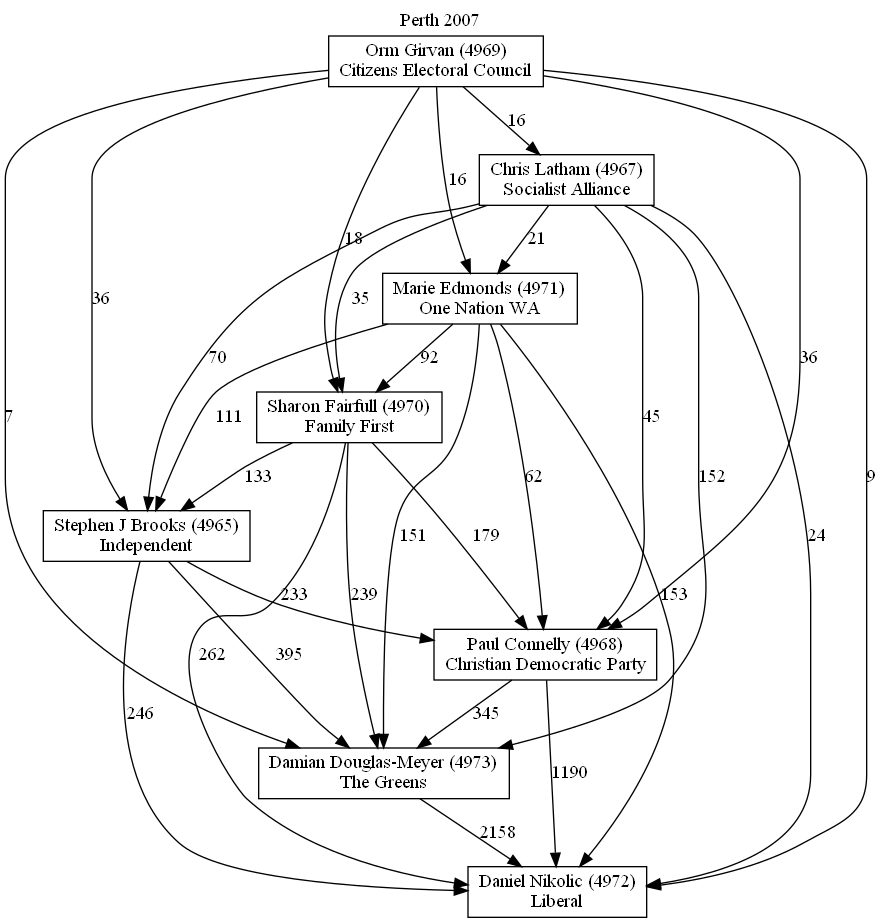 Perth 2007
Orm Girvan (4969)
Citizens Electoral Council
16
Chris Latham (4967)
Socialist Alliance
16
18
21
Marie Edmonds (4971)
One Nation WA
36
35
70
92
36
Sharon Fairfull (4970)
Family First
7
111
45
133
62
152
9
Stephen J Brooks (4965)
Independent
151
179
24
233
239
153
Paul Connelly (4968)
Christian Democratic Party
262
395
246
345
Damian Douglas-Meyer (4973)
The Greens
1190
2158
Daniel Nikolic (4972)
Liberal